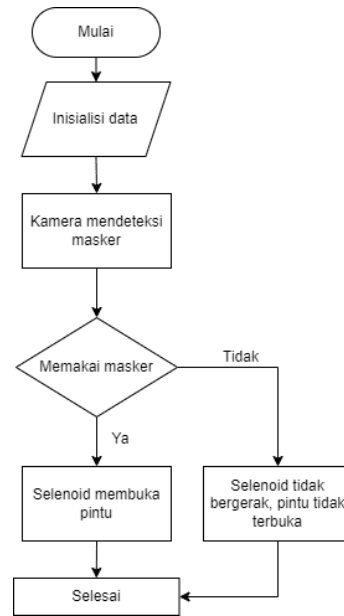 Mulai
Inisialisi data
Kamera mendeteksi
masker
Memakai masker
Tidak
Ya
Selenoid membuka
pintu
Selenoid tidak
bergerak, pintu tidak
terbuka
Selesai